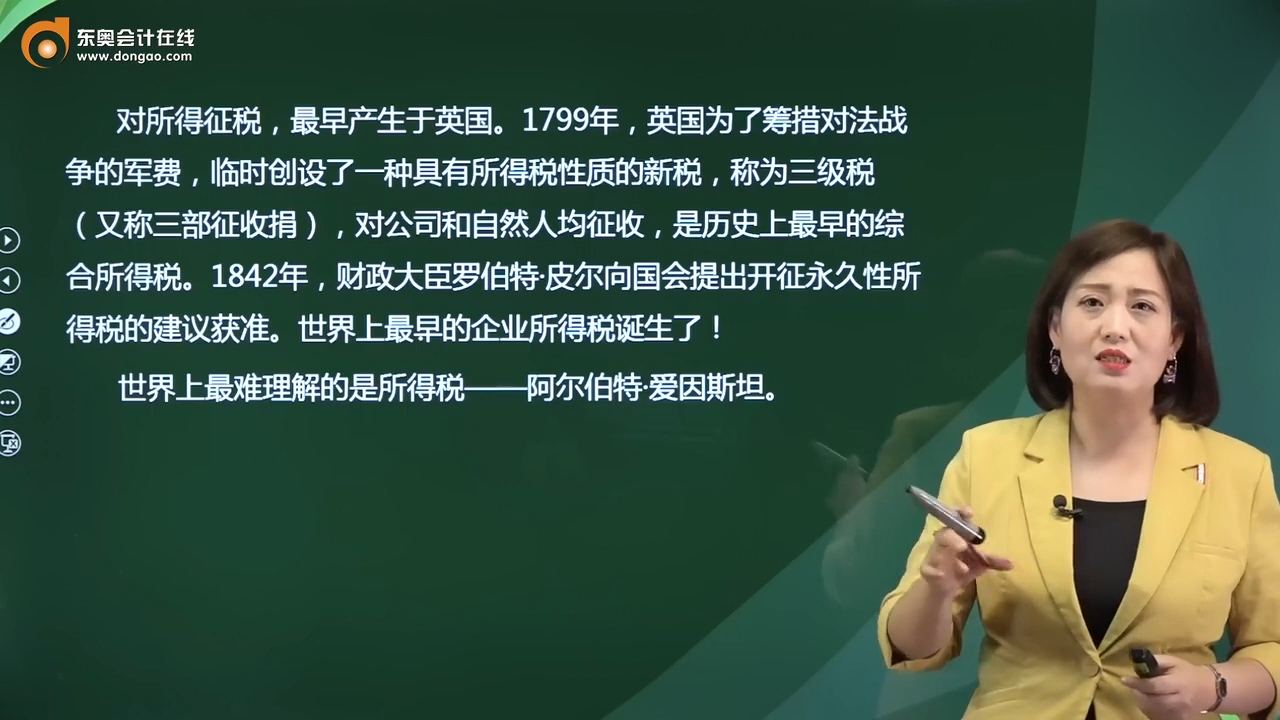 东奥会计在线
www.dongao.com
对所得征税，最早产生于英国。1799年，英国为了筹措对法战
争的军费，临时创设了一种具有所得税性质的新税，称为三级税
（又称三部征收捐），对公司和自然人均征收，是历史上最早的综
合所得税。1842年，财政大臣罗伯特·皮尔向国会提出开征永久性所
得税的建议获准。世界上最早的企业所得税诞生了！
世界上最难理解的是所得税——阿尔伯特·爱因斯坦。